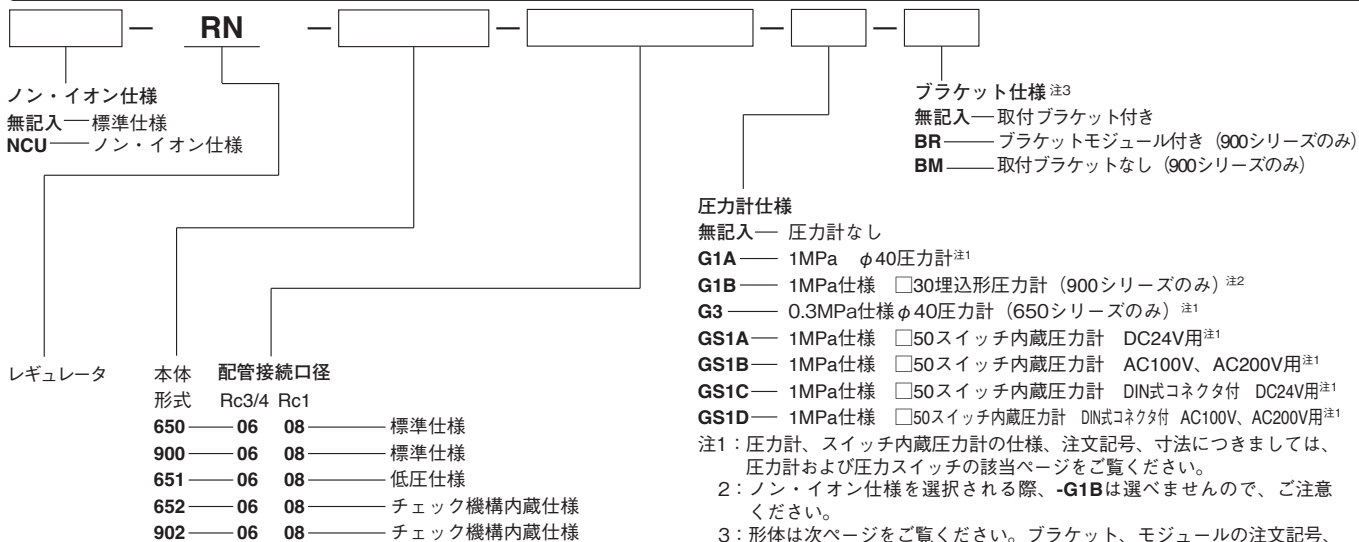 RN
ノン・イオン仕様
無記入 標準仕様
NCU ノン・イオン仕様
ブラケット仕様 注3
無記入 取付ブラケット付き
BR ブラケットモジュール付き（900シリーズのみ）
BM 取付ブラケットなし（900シリーズのみ）
圧力計仕様
無記入 圧力計なし
G1A 1MPa φ40圧力計注1
G1B 1MPa仕様 □30埋込形圧力計（900シリーズのみ）注2
G3 0.3MPa仕様φ40圧力計（650シリーズのみ）注1
GS1A 1MPa仕様 □50スイッチ内蔵圧力計 DC24V用注1
GS1B 1MPa仕様 □50スイッチ内蔵圧力計 AC100V、AC200V用注1
GS1C 1MPa仕様 □50スイッチ内蔵圧力計 DIN式コネクタ付 DC24V用注1
GS1D 1MPa仕様 □50スイッチ内蔵圧力計 DIN式コネクタ付 AC100V、AC200V用注1
注1：圧力計、スイッチ内蔵圧力計の仕様、注文記号、寸法につきましては、
圧力計および圧力スイッチの該当ページをご覧ください。
2：ノン・イオン仕様を選択される際、-G1Bは選べませんので、ご注意
ください。
3：形体は次ページをご覧ください。ブラケット、モジュールの注文記号、
レギュレータ
本体 配管接続口径
形式 Rc3/4 Rc1
650 06 08 標準仕様
900 06 08 標準仕様
651 06 08 低圧仕様
652 06 08 チェック機構内蔵仕様
902 06 08 チェック機構内蔵仕様